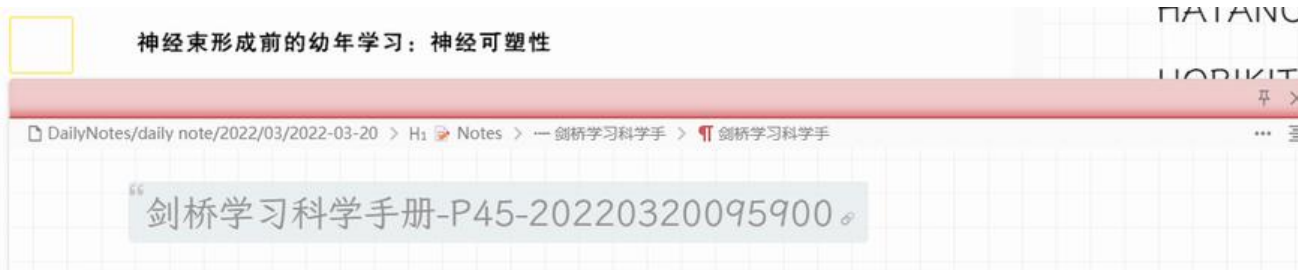 神经束形成前的幼年学习：神经可塑性
DailyNotes/daily note/2022/03/2022-03-20 > H1 Notes > 剑桥学习科学手 > 剑桥学习科学手
剑桥学习科学手册-P45-20220320095900